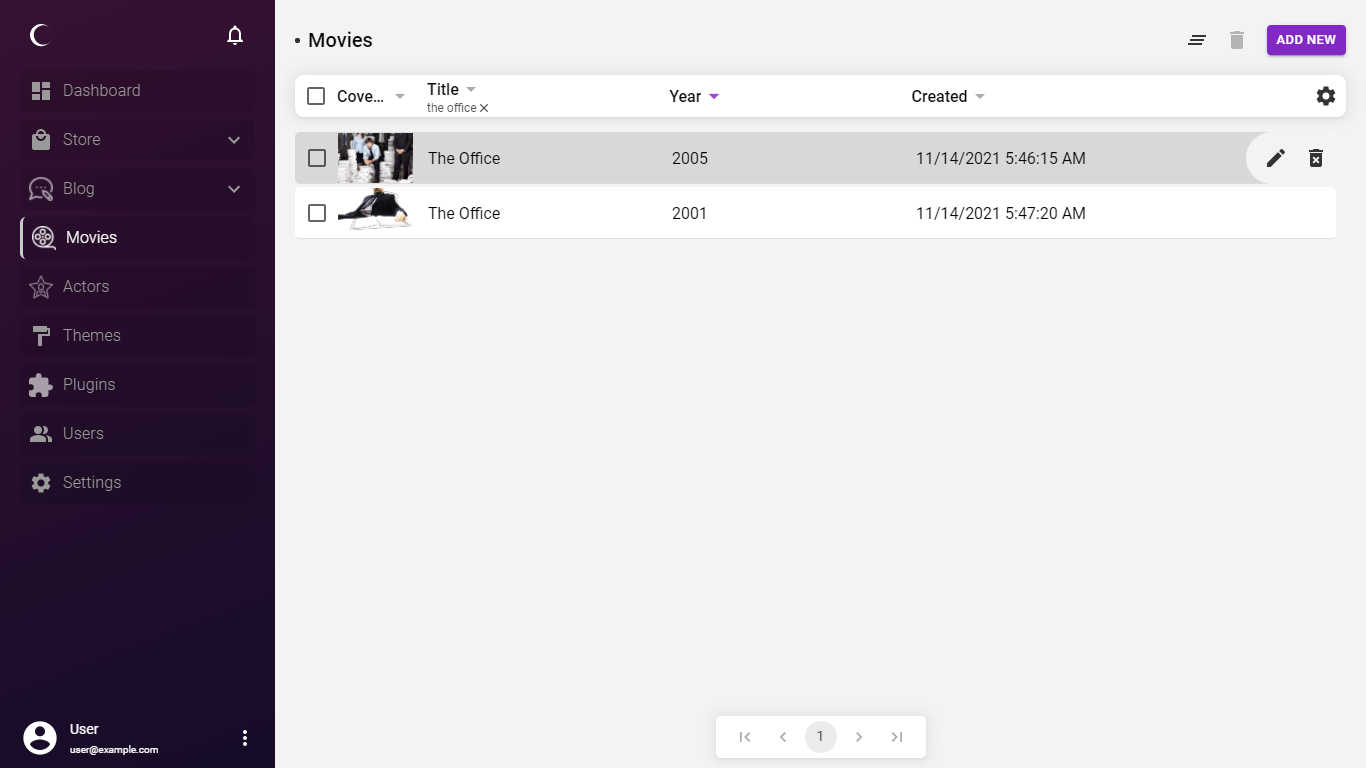 Movies
ADD NEW
Dashboard
Store
Blog
Movies
Actors
Themes
Plugins
Users
Settings
User
user@example.com
Cove...
Title
the office
Year
Created
The Office 2005 11/14/2021 5:46:15 AM
The Office 2001 11/14/2021 5:47:20 AM
1